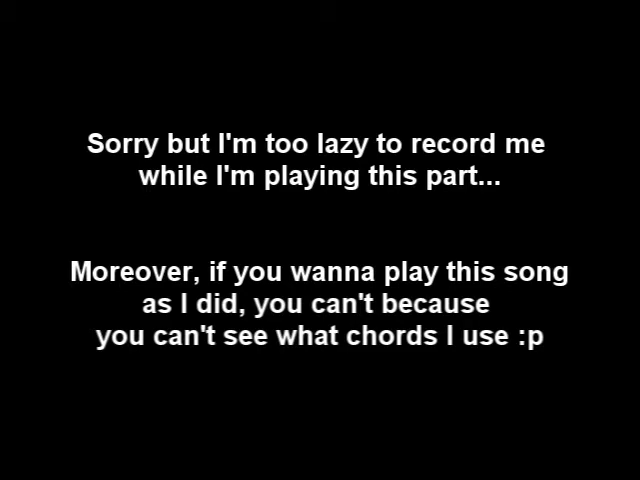 Sorry but I'm too lazy to record me
while I'm playing this part...
Moreover, if you wanna play this song
as I did, you can't because
you can't see what chords I use :p